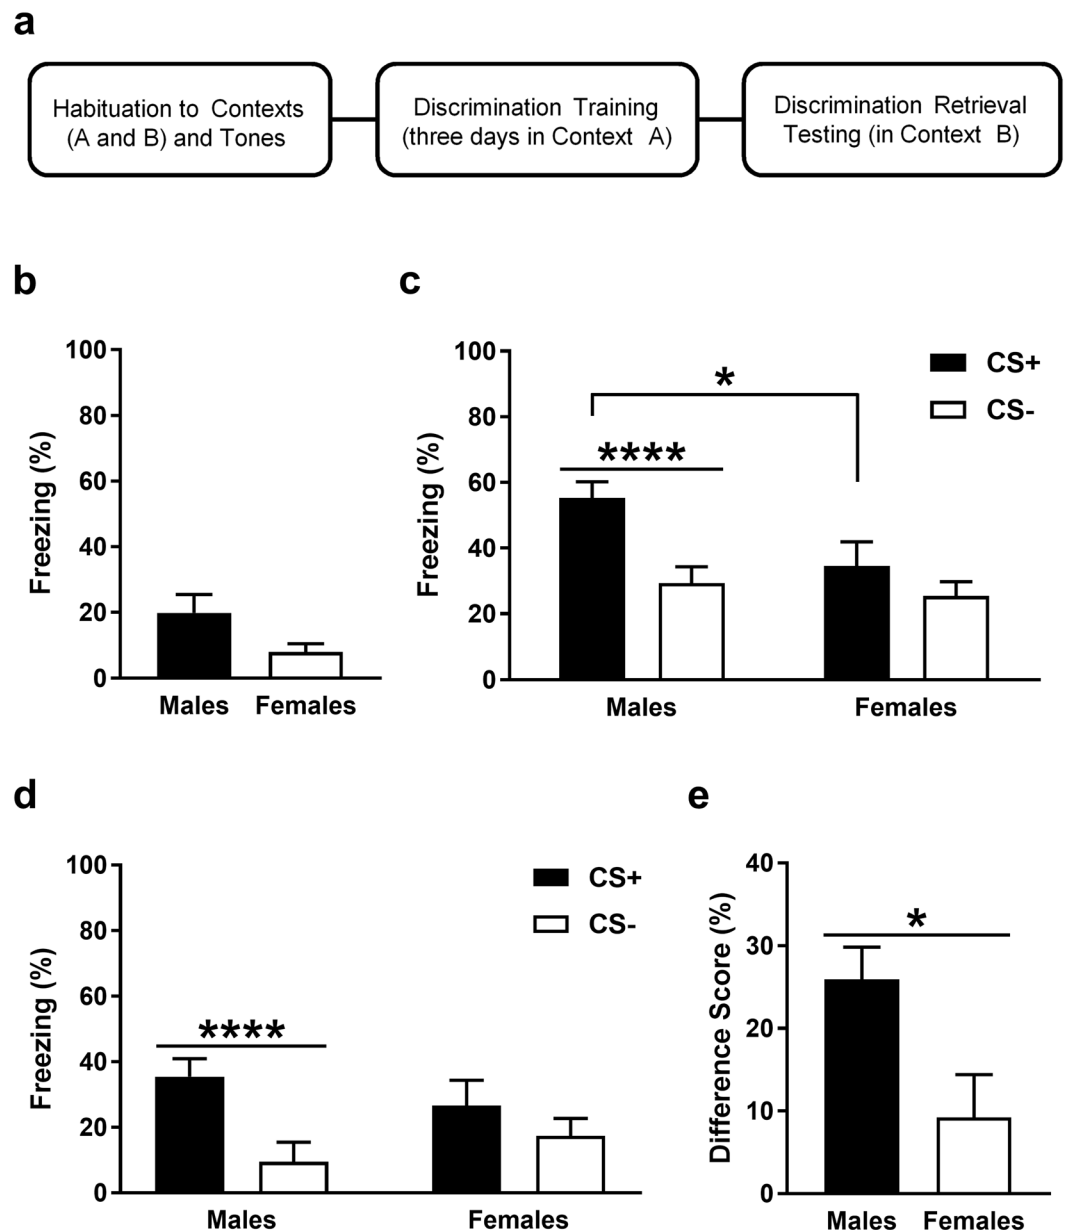 a
Habituation to Contexts
(A and B) and Tones
Discrimination Training
(three days in Context A)
Discrimination Retrieval
Testing (in Context B)
b
Freezing (%)
100
80
60
40
20
0
Males Females
c
Freezing (%)
100
80
60
40
20
0
*
****
CS+
CS-
Males Females
d
Freezing (%)
100
80
60
40
20
0
****
CS+
CS-
Males Females
e
Difference Score (%)
40
30
20
10
0
*
Males Females